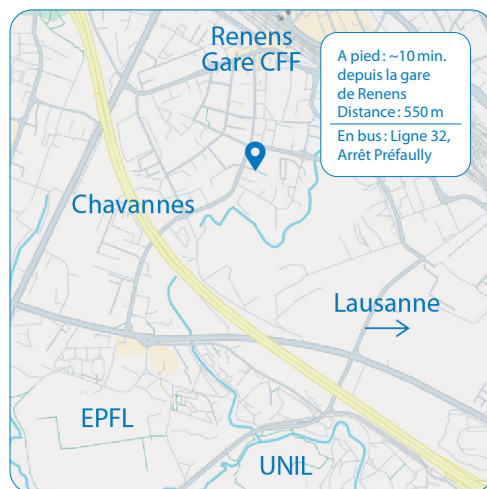 Renens
Gare CFF
A pied : ~10 min.
depuis la gare
de Renens
Distance : 550 m
En bus : Ligne 32,
Arrêt Préfaully
Chavannes
Lausanne
EPFL
UNIL